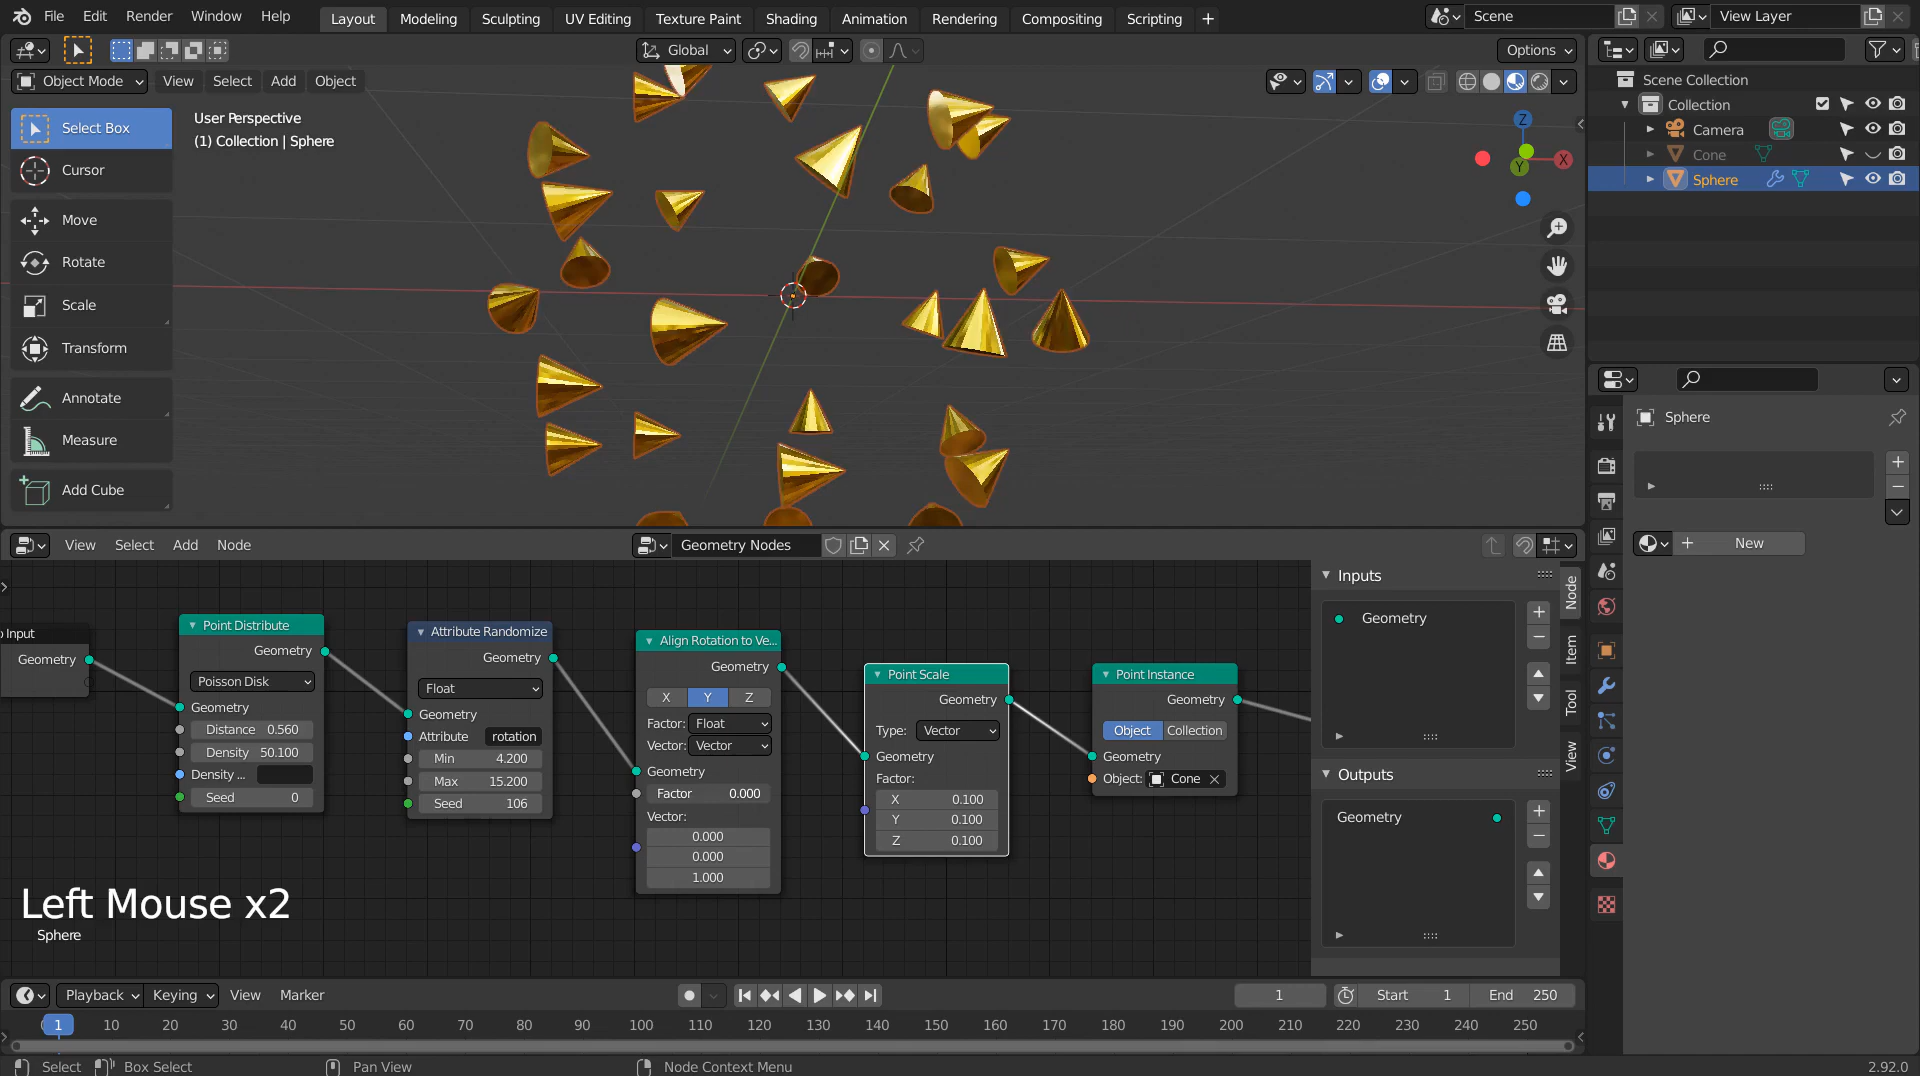 File Edit Render Window Help Layout Modeling Sculpting UV Editing Texture Paint Shading Animation Rendering Compositing Scripting + Scene View Layer
Global Options
Object Mode View Select Add Object
Select Box
Cursor
Move
Rotate
Scale
Transform
Annotate
Measure
Add Cube
User Perspective
(1) Collection | Sphere
Z
X
Y
Scene Collection
Collection
Camera
Cone
Sphere
Sphere
New
View Select Add Node Geometry Nodes
Input
Geometry
Point Distribute
Geometry
Poisson Disk
Geometry
Distance 0.560
Density 50.100
Density ...
Seed 0
Attribute Randomize
Geometry
Float
Geometry
Attribute rotation
Min 4.200
Max 15.200
Seed 106
Align Rotation to Ve...
Geometry
X Y Z
Factor: Float
Vector: Vector
Geometry
Factor 0.000
Vector:
0.000
0.000
1.000
Point Scale
Geometry
Type: Vector
Geometry
Factor:
X 0.100
Y 0.100
Z 0.100
Point Instance
Geometry
Object Collection
Geometry
Object: Cone
Inputs
Geometry
Outputs
Geometry
Node
Item
Tool
View
Left Mouse x2
Sphere
Playback Keying View Marker 1 Start 1 End 250
1 10 20 30 40 50 60 70 80 90 100 110 120 130 140 150 160 170 180 190 200 210 220 230 240 250
Select Box Select Pan View Node Context Menu 2.92.0